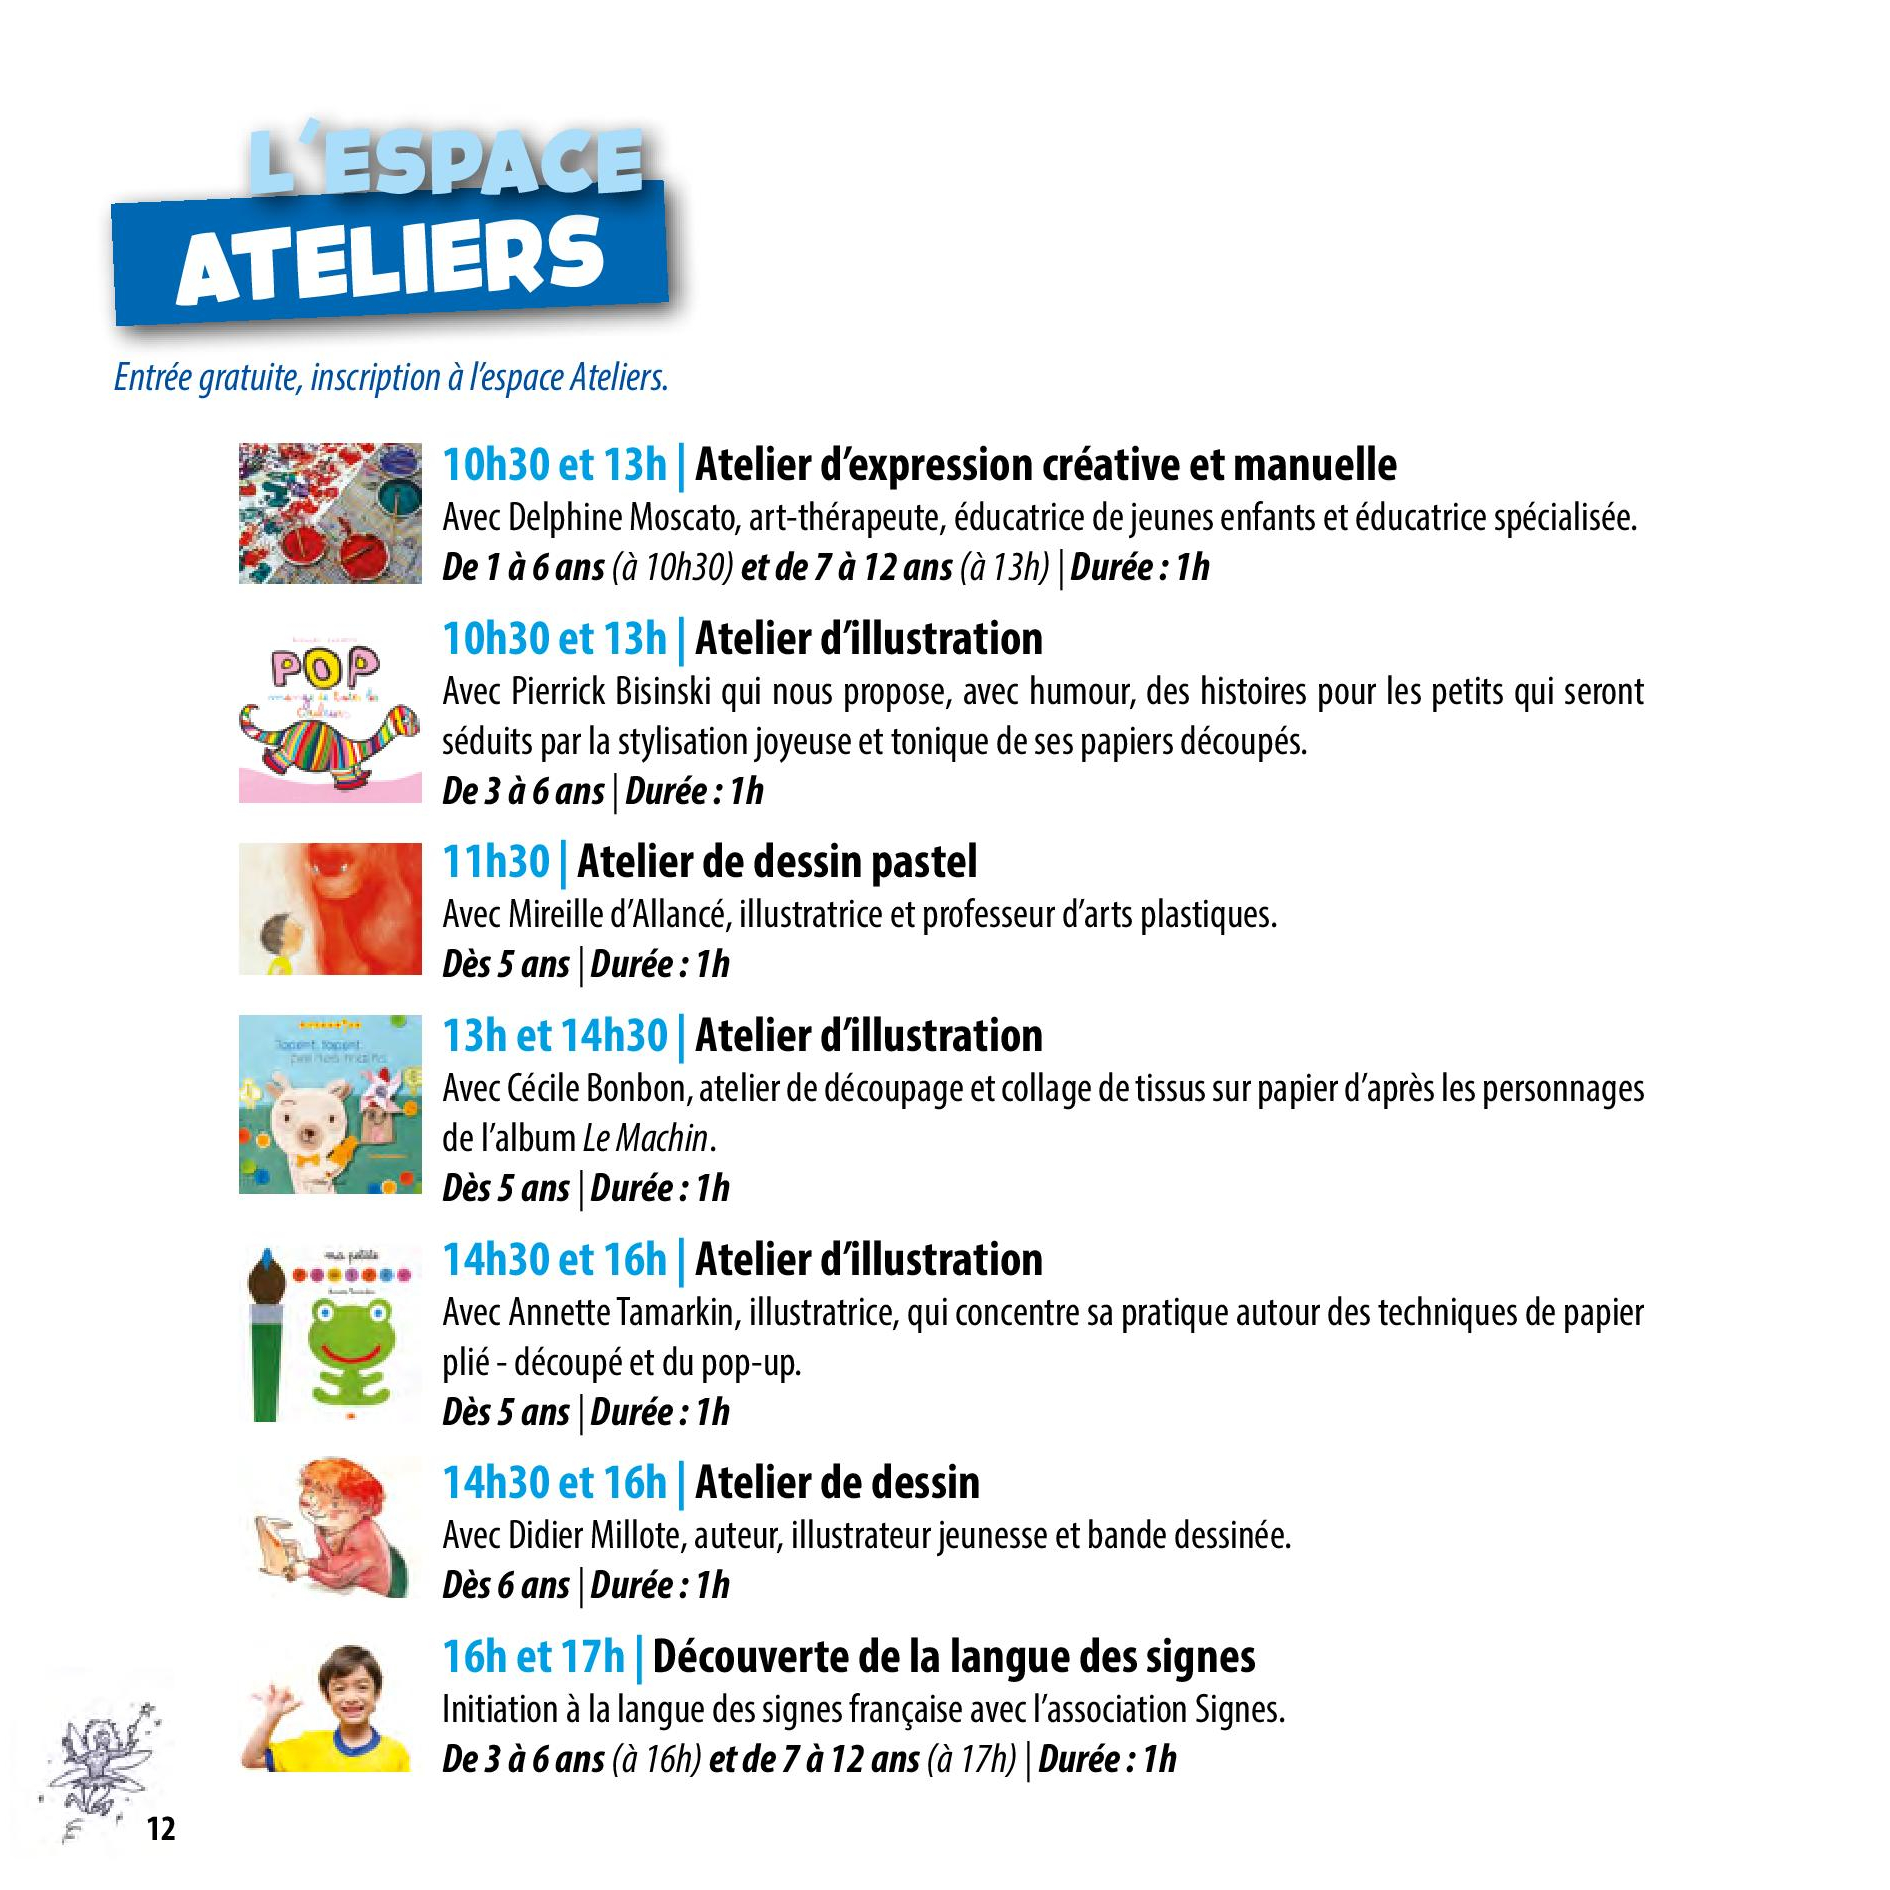 L'ESPACE
ATELIERS
Entrée gratuite, inscription à l'espace Ateliers.
10h30 et 13h | Atelier d'expression créative et manuelle
Avec Delphine Moscato, art-thérapeute, éducatrice de jeunes enfants et éducatrice spécialisée.
De 1 à 6 ans (à 10h30) et de 7 à 12 ans (à 13h) | Durée : 1h
POP
10h30 et 13h | Atelier d'illustration
Avec Pierrick Bisinski qui nous propose, avec humour, des histoires pour les petits qui seront
séduits par la stylisation joyeuse et tonique de ses papiers découpés.
De 3 à 6 ans | Durée : 1h
11h30 | Atelier de dessin pastel
Avec Mireille d'Allancé, illustratrice et professeur d'arts plastiques.
Dès 5 ans | Durée : 1h
13h et 14h30 | Atelier d'illustration
Avec Cécile Bonbon, atelier de découpage et collage de tissus sur papier d'après les personnages
de l'album Le Machin.
Dès 5 ans | Durée : 1h
ma petite
14h30 et 16h | Atelier d'illustration
Avec Annette Tamarkin, illustratrice, qui concentre sa pratique autour des techniques de papier
plié - découpé et du pop-up.
Dès 5 ans | Durée : 1h
14h30 et 16h | Atelier de dessin
Avec Didier Millote, auteur, illustrateur jeunesse et bande dessinée.
Dès 6 ans | Durée : 1h
16h et 17h | Découverte de la langue des signes
Initiation à la langue des signes française avec l'association Signes.
De 3 à 6 ans (à 16h) et de 7 à 12 ans (à 17h) | Durée : 1h
12